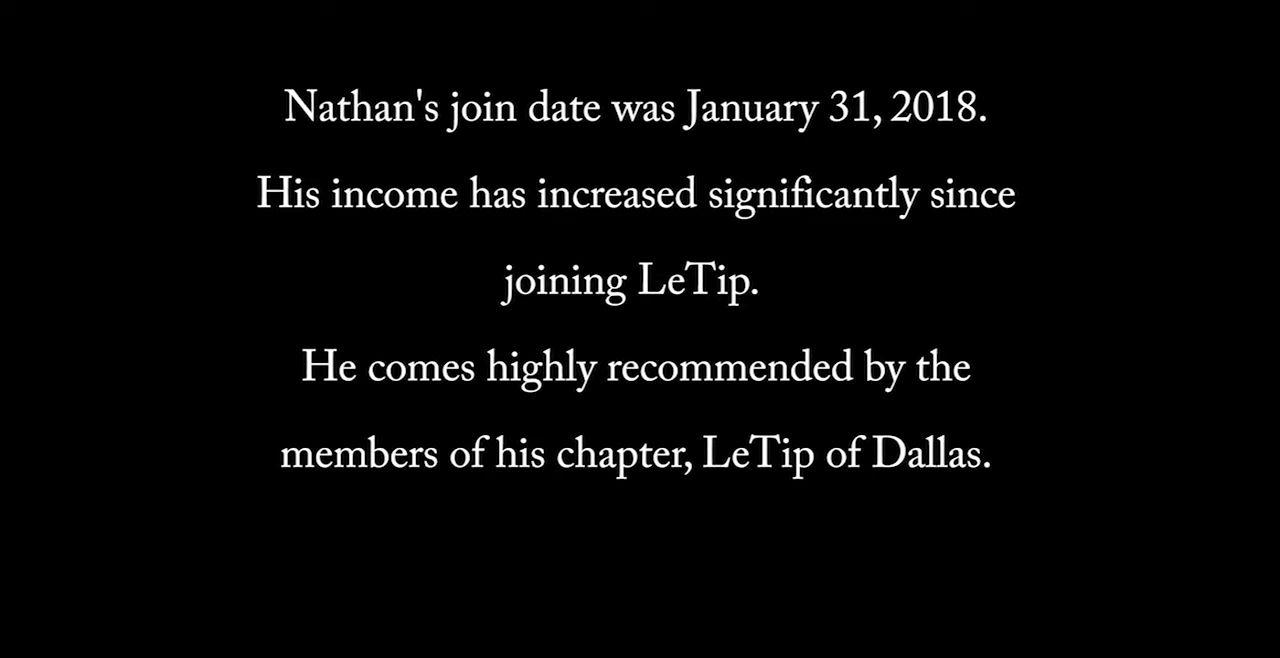 Nathan's join date was January 31, 2018.
His income has increased significantly since
joining LeTip.
He comes highly recommended by the
members of his chapter, LeTip of Dallas.